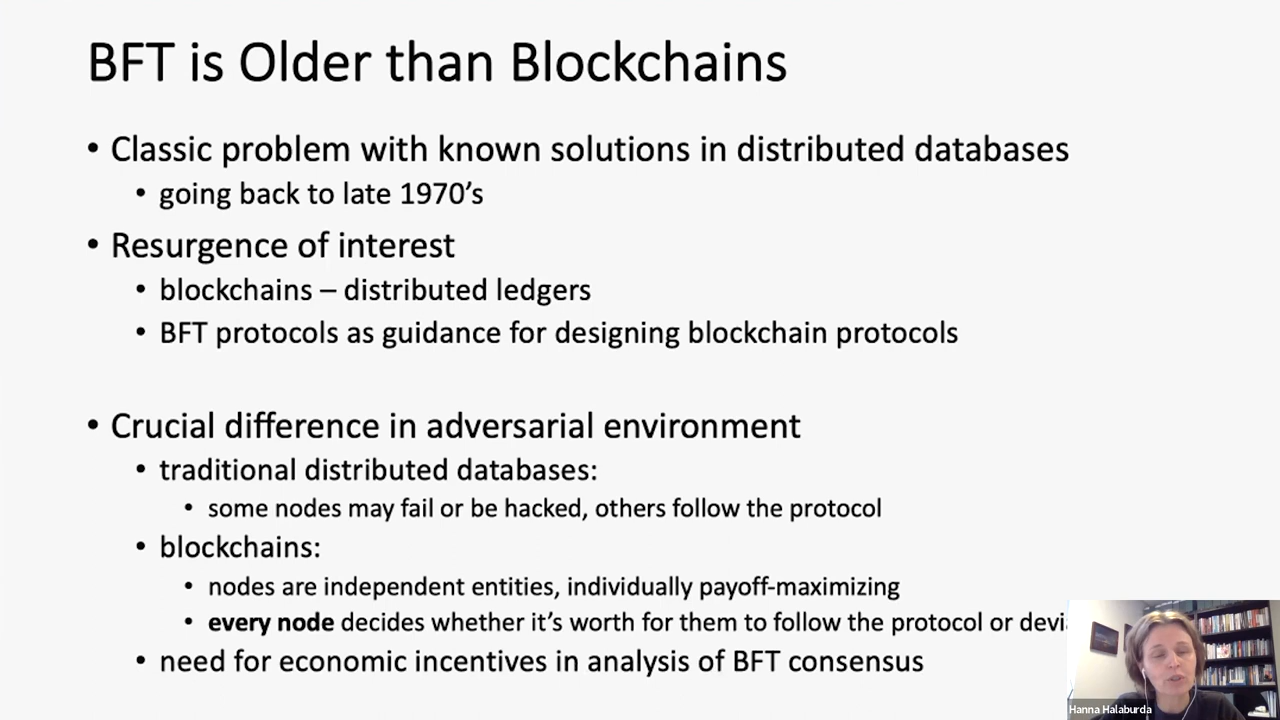 BFT is Older than Blockchains
• Classic problem with known solutions in distributed databases
• going back to late 1970’s
• Resurgence of interest
• blockchains – distributed ledgers
• BFT protocols as guidance for designing blockchain protocols
• Crucial difference in adversarial environment
• traditional distributed databases:
• some nodes may fail or be hacked, others follow the protocol
• blockchains:
• nodes are independent entities, individually payoff-maximizing
• every node decides whether it’s worth for them to follow the protocol or
• need for economic incentives in analysis of BFT consensus
Hanna Halaburda